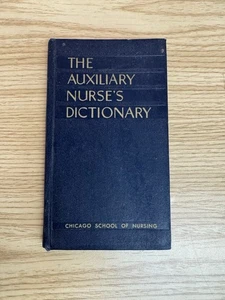 THE
AUXILIARY
NURSE'S
DICTIONARY
CHICAGO SCHOOL OF NURSING